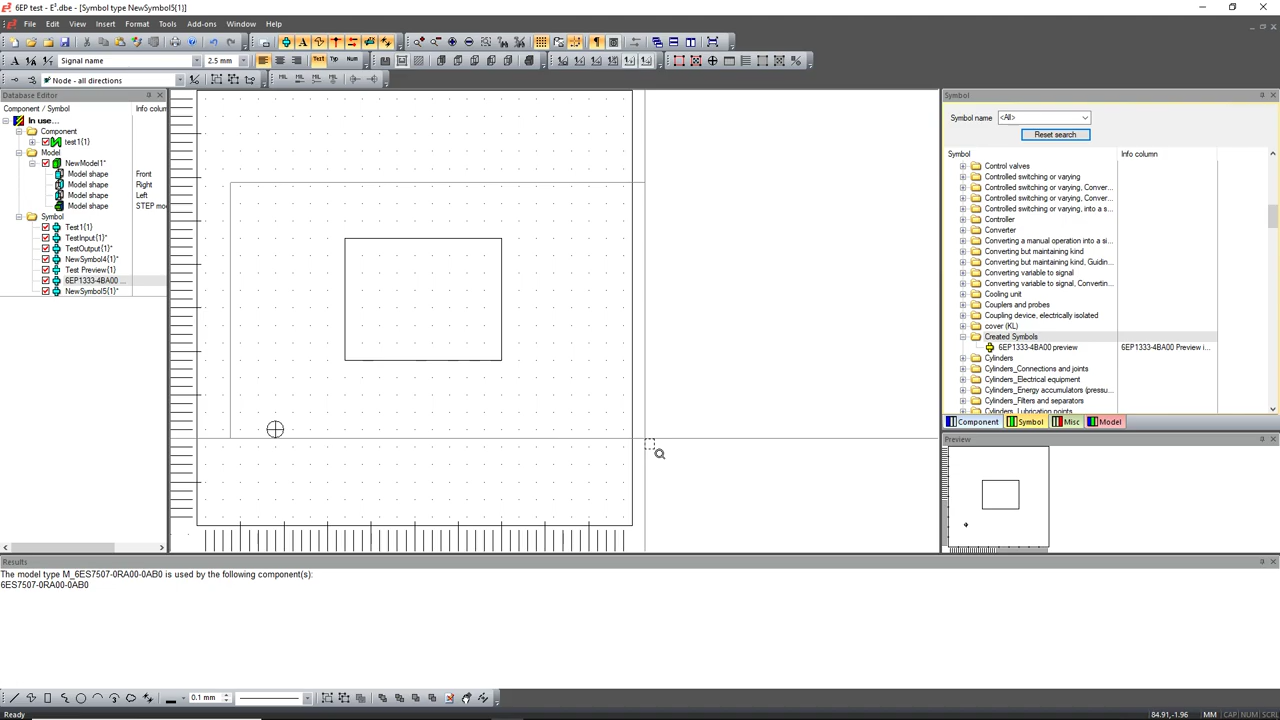 6EP test - E³.dbe - [Symbol type NewSymbol5{1}]
File Edit View Insert Format Tools Add-ons Window Help
Signal name 2.5 mm Text Typ Num
Node - all directions MIL MIL MIL MIL
Database Editor
Component / Symbol Info colum
In use...
Component
test1{1}
Model
NewModel1*
Model shape Front
Model shape Right
Model shape Left
Model shape STEP mo
Symbol
Test1{1}
TestInput{1}*
TestOutput{1}*
NewSymbol4{1}*
Test Preview{1}
6EP1333-4BA00 ...
NewSymbol5{1}*
Symbol
Symbol name <All>
Reset search
Symbol Info column
Control valves
Controlled switching or varying
Controlled switching or varying, Conver...
Controlled switching or varying, Conver...
Controlled switching or varying, into a s...
Controller
Converter
Converting a manual operation into a si...
Converting but maintaining kind
Converting but maintaining kind, Guidin...
Converting variable to signal
Converting variable to signal, Convertin...
Cooling unit
Couplers and probes
Coupling device, electrically isolated
cover (KL)
Created Symbols
6EP1333-4BA00 preview 6EP1333-4BA00 Preview i...
Cylinders
Cylinders_Connections and joints
Cylinders_Electrical equipment
Cylinders_Energy accumulators (pressu...
Cylinders_Filters and separators
Cylinders_Lubrication points
Component Symbol Misc Model
Preview
Results
The model type M_6ES7507-0RA00-0AB0 is used by the following component(s):
6ES7507-0RA00-0AB0
0.1 mm
Ready 84.91,-1.96 MM CAP NUM SCRL